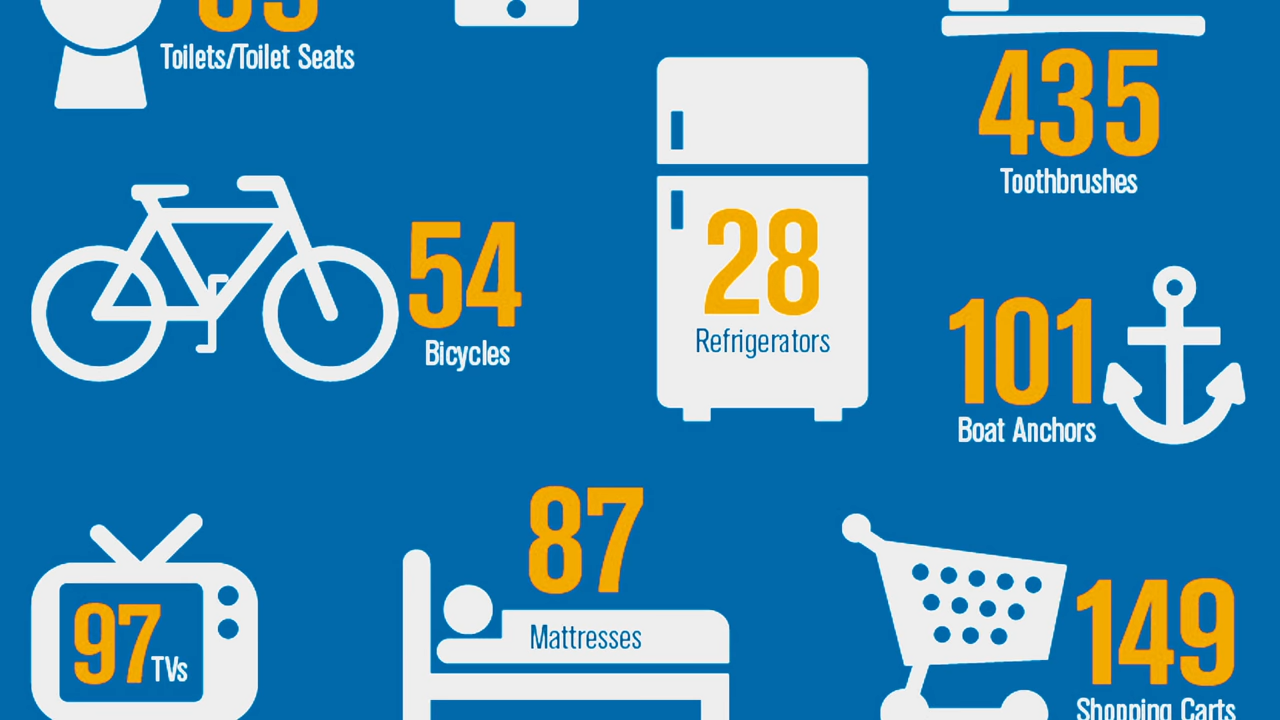 Toilets/Toilet Seats
435
Toothbrushes
54
Bicycles
28
Refrigerators
101
Boat Anchors
87
Mattresses
97
TVs
149
Shopping Carts